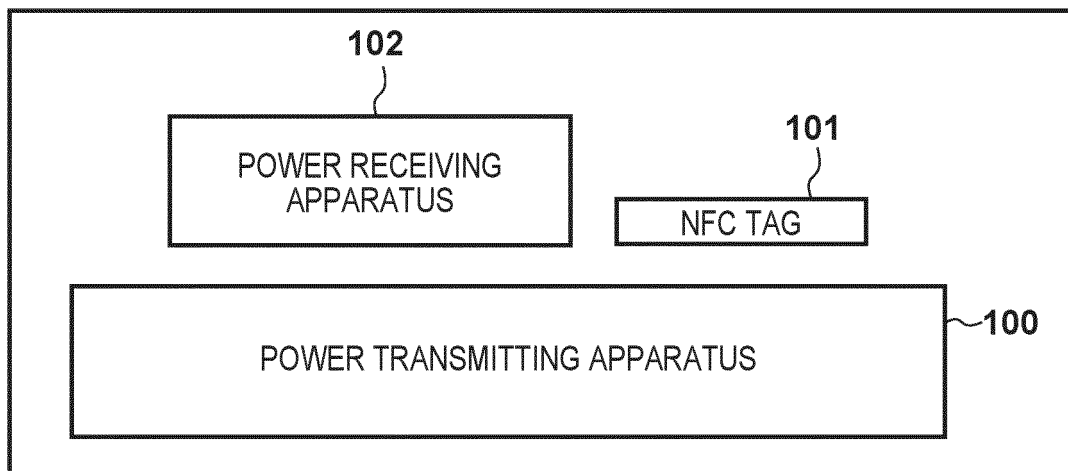 102
POWER RECEIVING
APPARATUS
101
NFC TAG
100
POWER TRANSMITTING APPARATUS